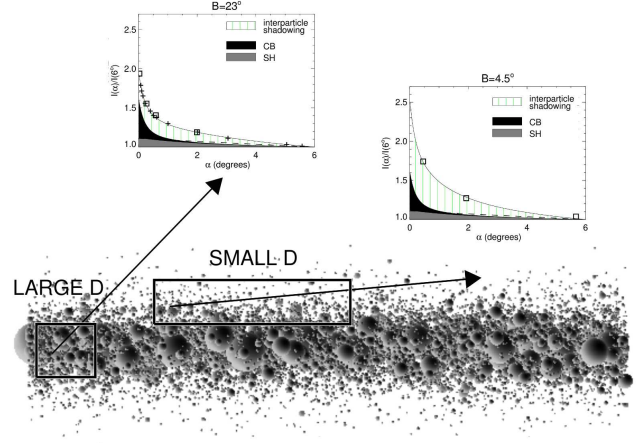 B=23°
2.5
2.0
1.5
1.0
I(α)/I(6°)
interparticle
shadowing
CB
SH
0 2 4 6
α (degrees)
B=4.5°
2.5
2.0
1.5
1.0
I(α)/I(6°)
interparticle
shadowing
CB
SH
0 2 4 6
α (degrees)
SMALL D
LARGE D